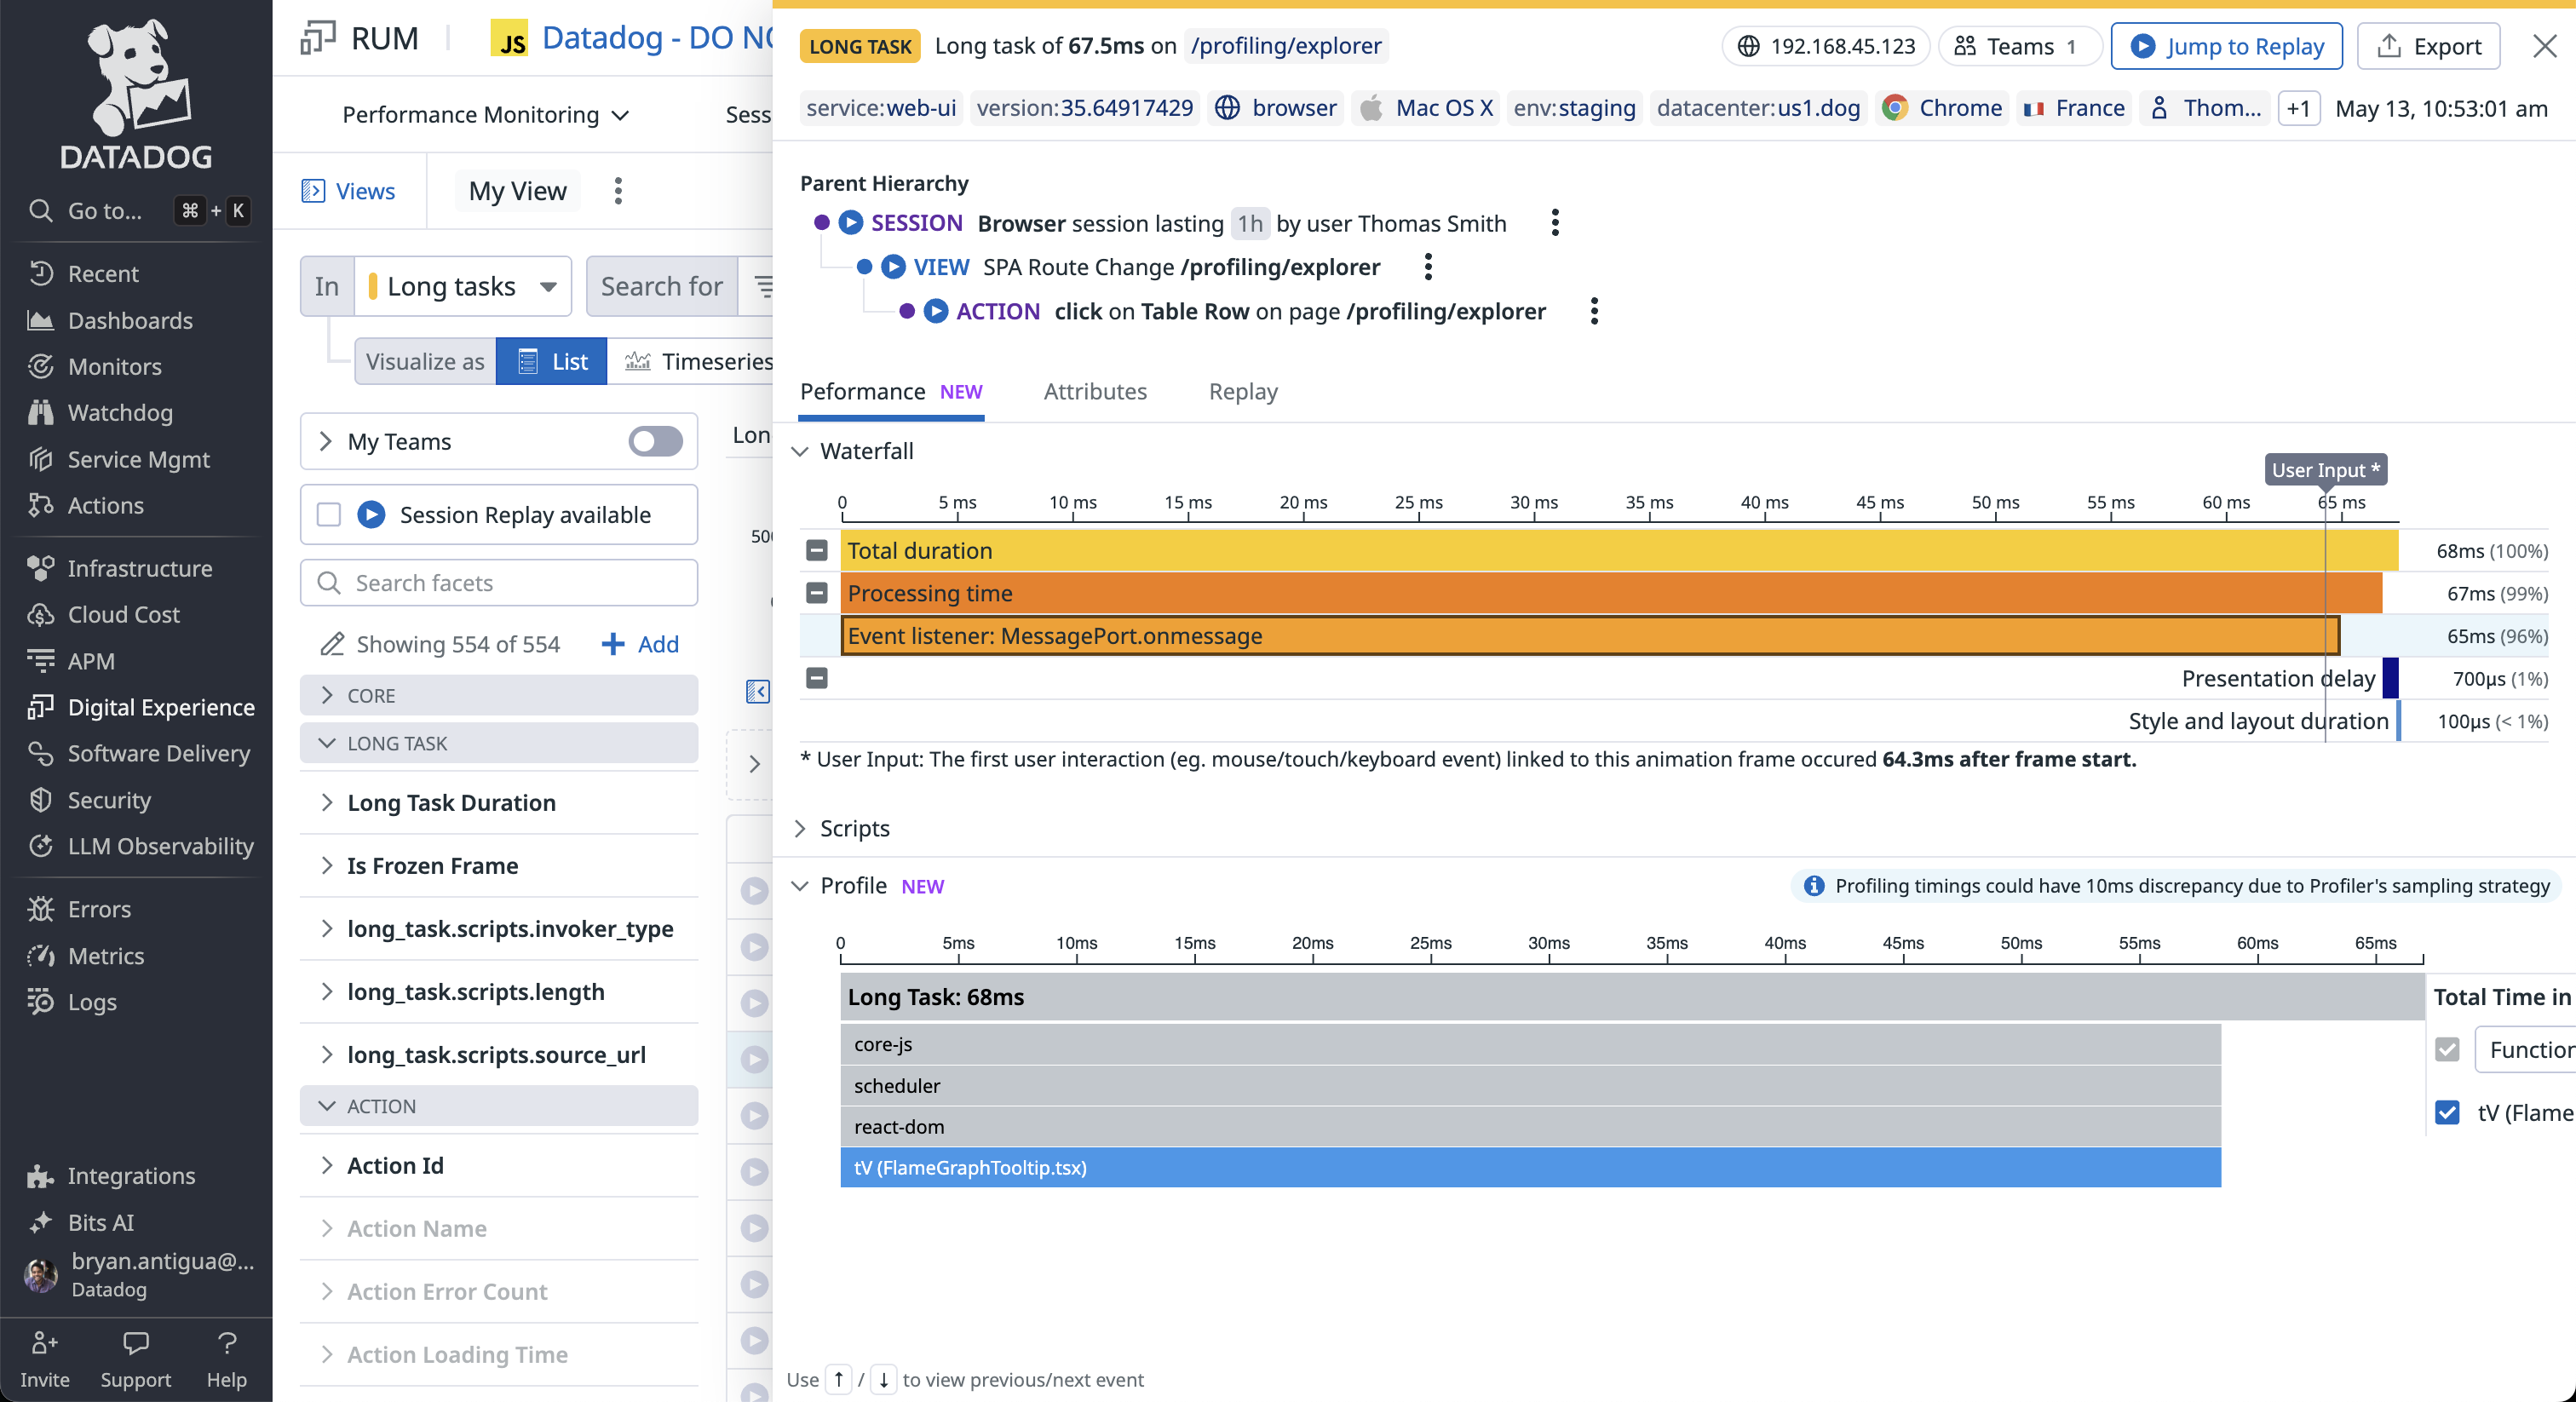 DATADOG
Go to... ⌘ + K
Recent
Dashboards
Monitors
Watchdog
Service Mgmt
Actions
Infrastructure
Cloud Cost
APM
Digital Experience
Software Delivery
Security
LLM Observability
Errors
Metrics
Logs
Integrations
Bits AI
bryan.antigua@...
Datadog
Invite
Support
Help
RUM
JS Datadog - DO NO
Performance Monitoring
Sess
Views
My View
In Long tasks
Search for
Visualize as List Timeseries
My Teams
Session Replay available
Search facets
Showing 554 of 554
+ Add
CORE
LONG TASK
Long Task Duration
Is Frozen Frame
long_task.scripts.invoker_type
long_task.scripts.length
long_task.scripts.source_url
ACTION
Action Id
Action Name
Action Error Count
Action Loading Time
Lon
500
LONG TASK Long task of 67.5ms on /profiling/explorer
192.168.45.123
Teams 1
Jump to Replay
Export
service:web-ui version:35.64917429 browser Mac OS X env:staging datacenter:us1.dog Chrome France Thom... +1 May 13, 10:53:01 am
Parent Hierarchy
SESSION Browser session lasting 1h by user Thomas Smith
VIEW SPA Route Change /profiling/explorer
ACTION click on Table Row on page /profiling/explorer
Peformance NEW
Attributes
Replay
Waterfall
User Input *
0 5 ms 10 ms 15 ms 20 ms 25 ms 30 ms 35 ms 40 ms 45 ms 50 ms 55 ms 60 ms 65 ms
Total duration 68ms (100%)
Processing time 67ms (99%)
Event listener: MessagePort.onmessage 65ms (96%)
Presentation delay 700µs (1%)
Style and layout duration 100µs (< 1%)
* User Input: The first user interaction (eg. mouse/touch/keyboard event) linked to this animation frame occured 64.3ms after frame start.
Scripts
Profile NEW
Profiling timings could have 10ms discrepancy due to Profiler's sampling strategy
0 5ms 10ms 15ms 20ms 25ms 30ms 35ms 40ms 45ms 50ms 55ms 60ms 65ms
Long Task: 68ms
Total Time in
core-js
Function
scheduler
react-dom
tV (Flame
tV (FlameGraphTooltip.tsx)
Use ↑ / ↓ to view previous/next event